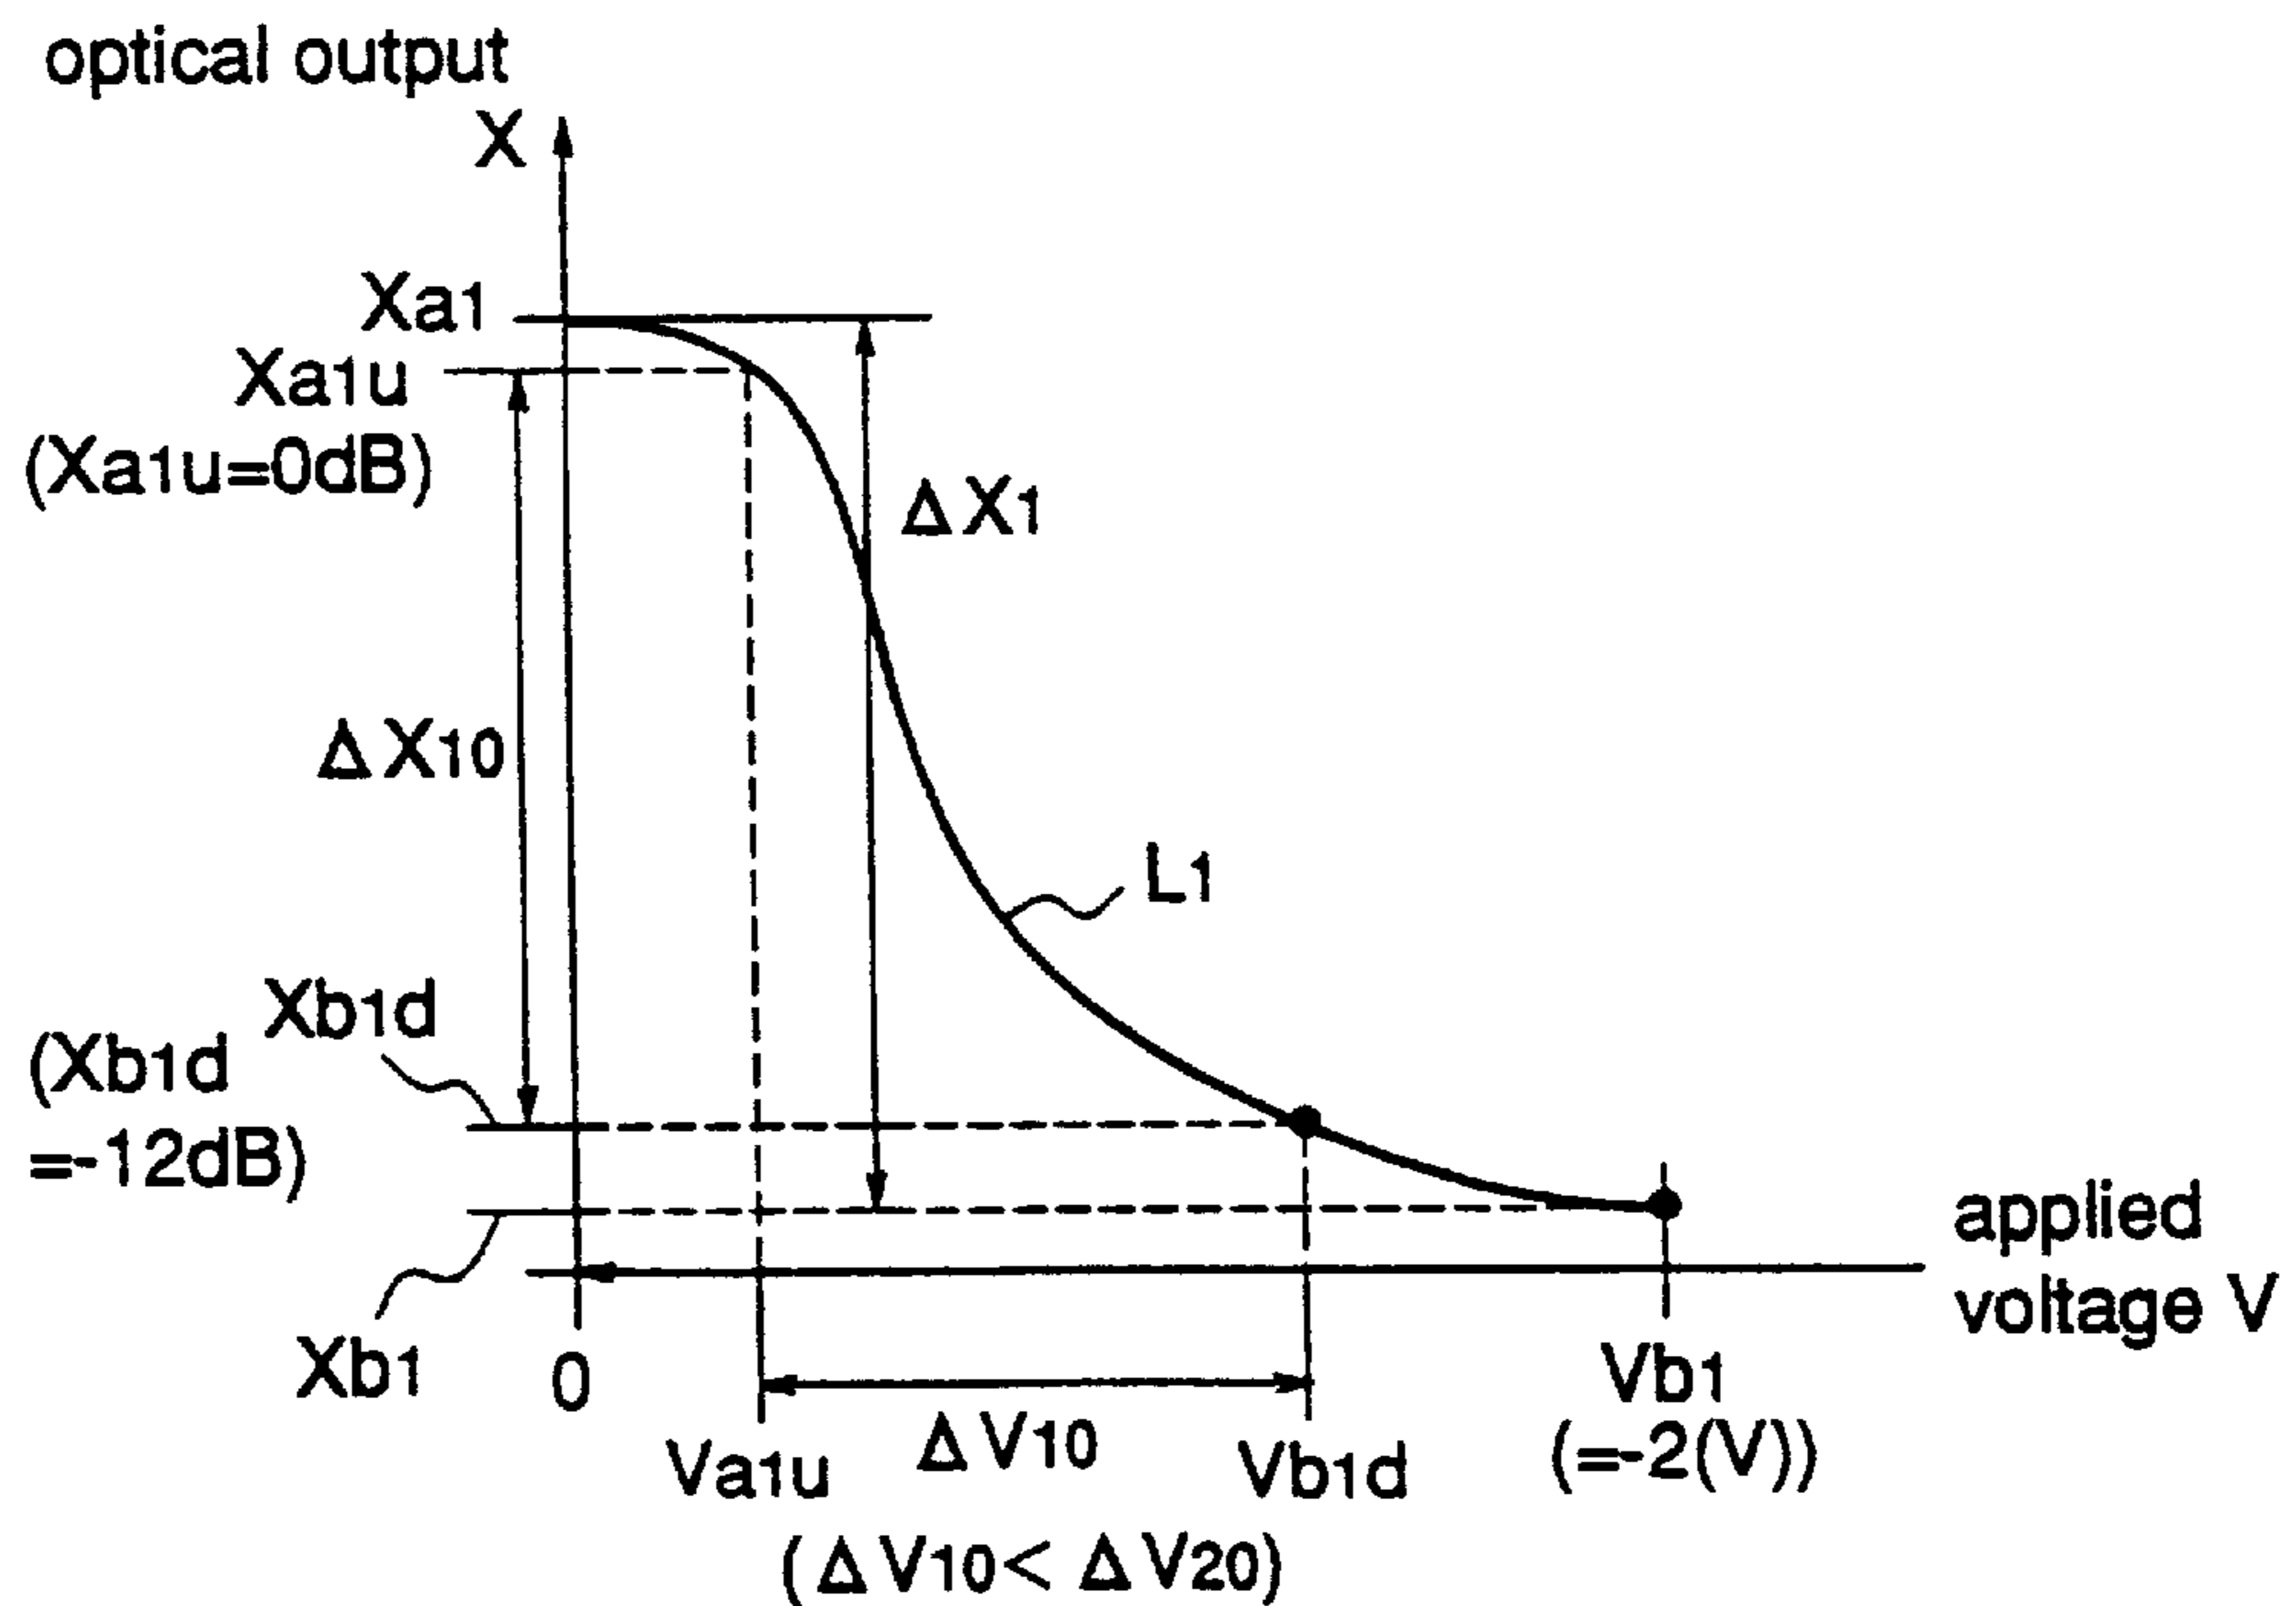 optical output
X
Xa1
Xa1u
(Xa1u=0dB)
ΔX1
ΔX10
L1
Xb1d
(Xb1d
=-12dB)
applied
voltage V
Xb1
0
Vb1
(=-2(V))
Va1u
ΔV10
Vb1d
(ΔV10< ΔV20)